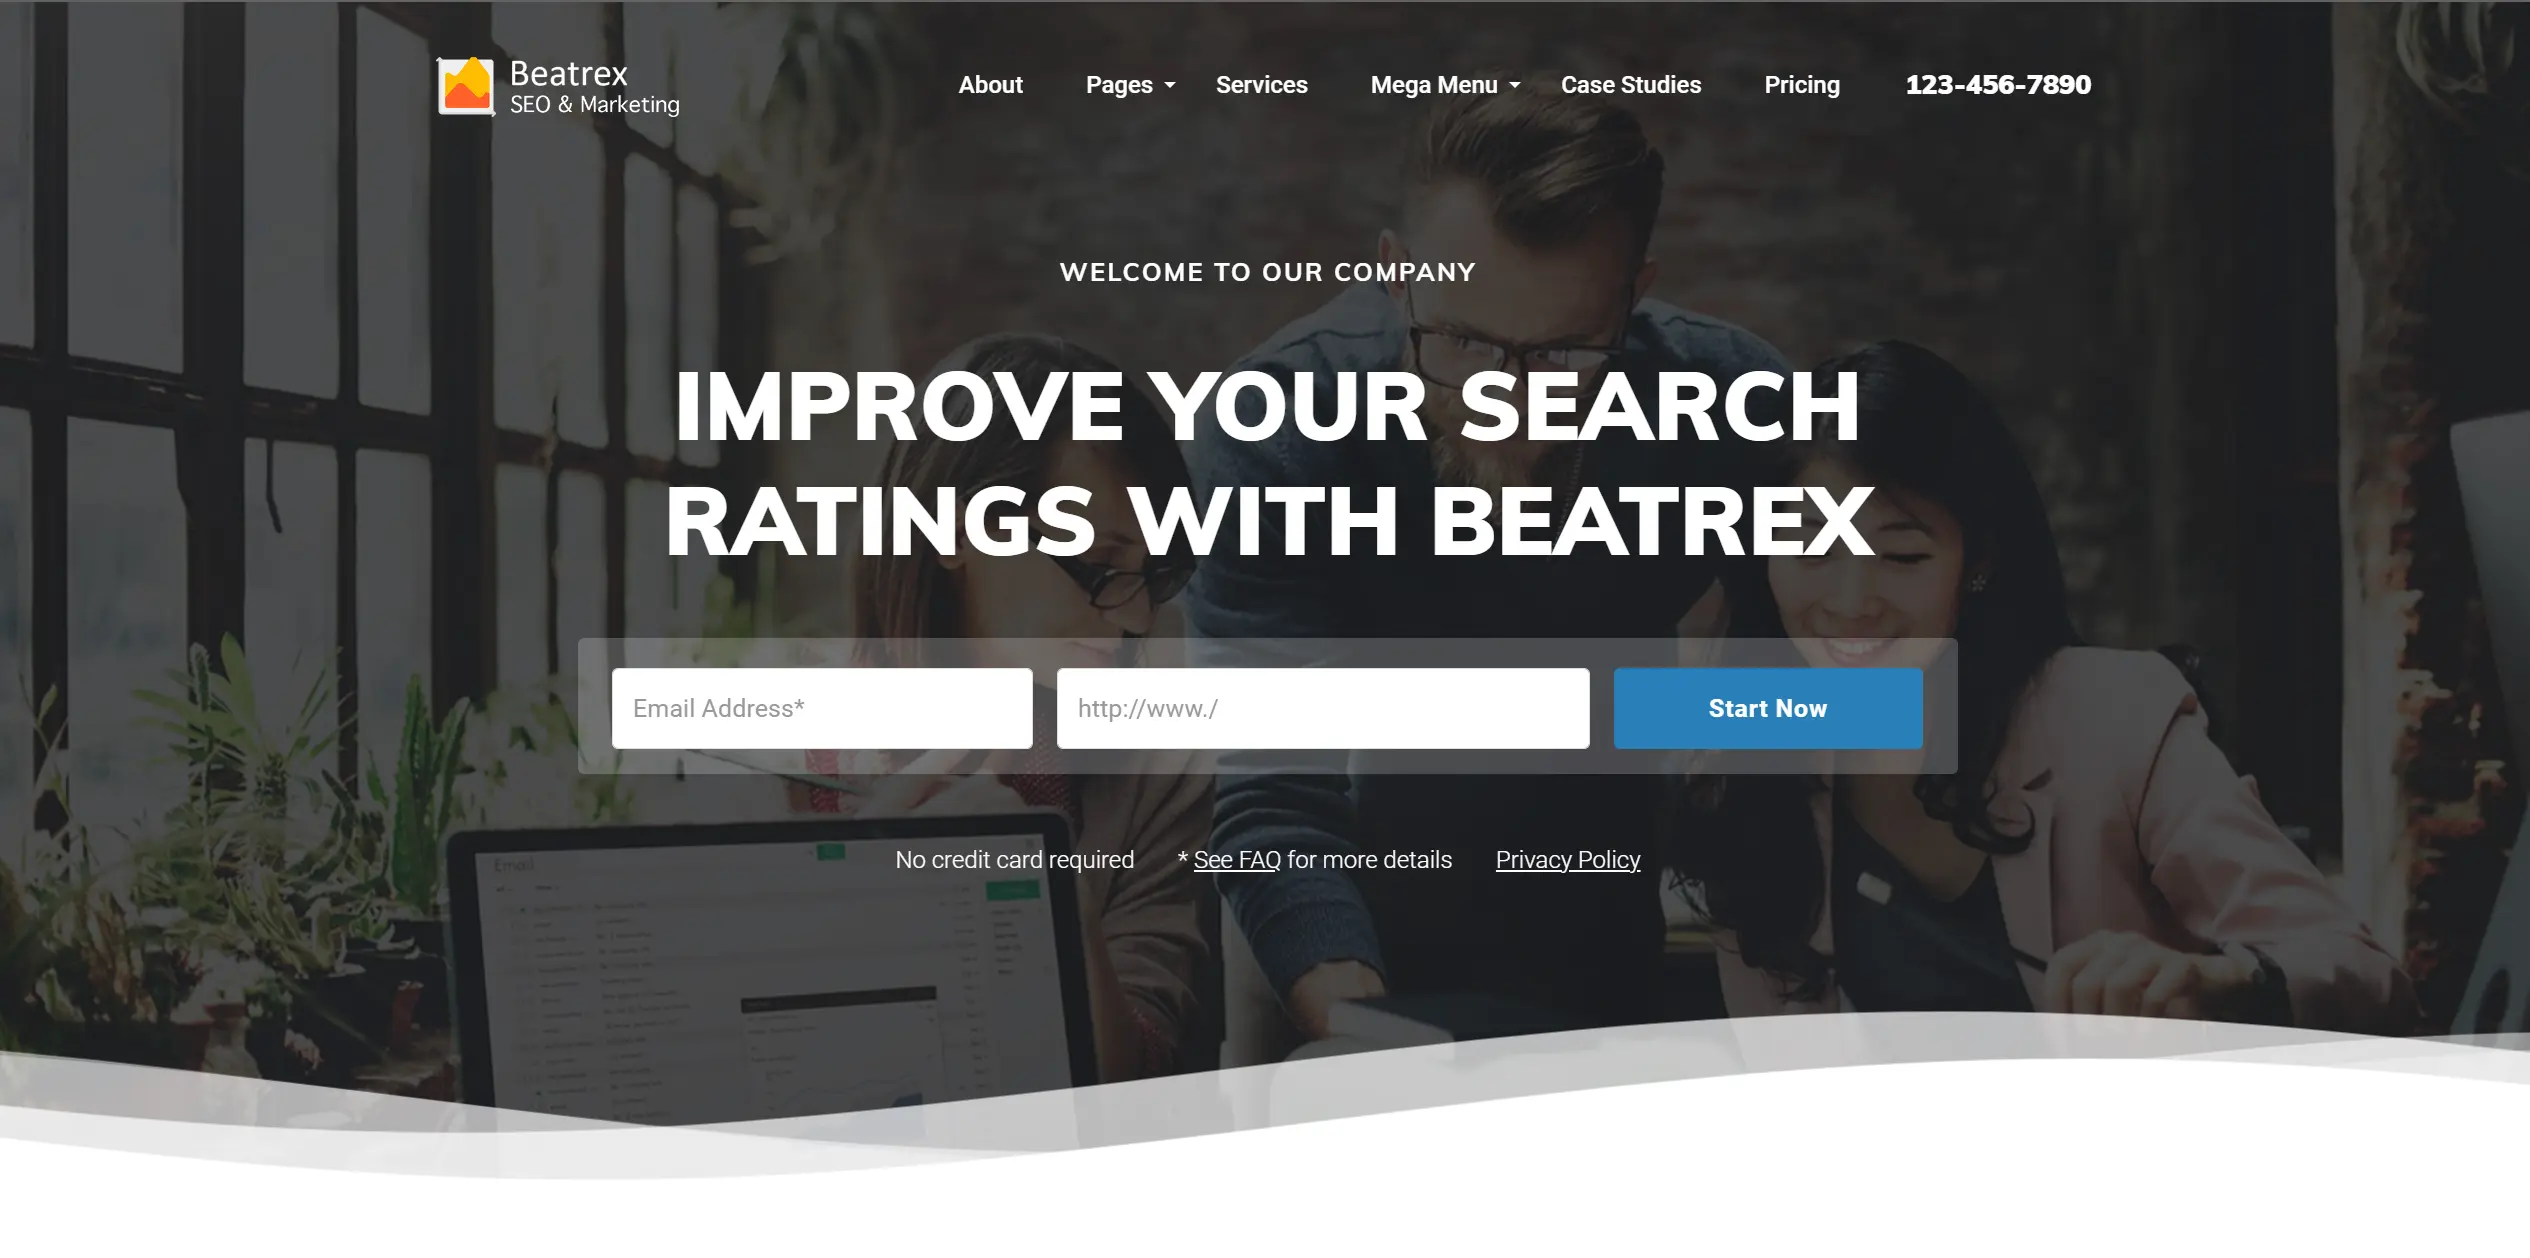 Beatrex
SEO & Marketing
About Pages Services Mega Menu Case Studies Pricing 123-456-7890
WELCOME TO OUR COMPANY
IMPROVE YOUR SEARCH
RATINGS WITH BEATREX
Email Address* http://www./ Start Now
No credit card required * See FAQ for more details Privacy Policy
Email